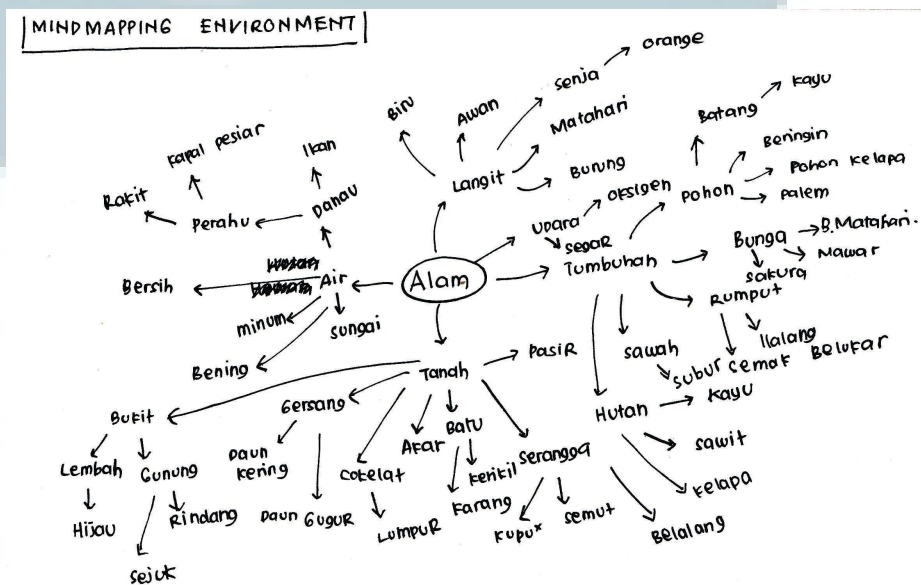 MINDMAPPING ENVIRONMENT
Alam
Langit
Biru
Awan
Senja
orange
Matahari
Burung
Udara
Oksigen
segar
Tumbuhan
Pohon
Batang
Kayu
Beringin
Pohon Kelapa
Palem
Bunga
B.Matahari.
Mawar
Sakura
Rumput
Ilalang
Semak Belukar
Sawah
Subur
Hutan
Kayu
Sawit
Kelapa
Tanah
Pasir
Serangga
Kupu²
Semut
Belalang
Batu
Kerikil
Karang
Akar
Cokelat
Lumpur
Gersang
Daun
Kering
Daun Gugur
Bukit
Lembah
Hijau
Gunung
Rindang
Sejuk
Air
Bersih
minum
Bening
sungai
Danau
Ikan
Perahu
Kapal pesiar
Rakit